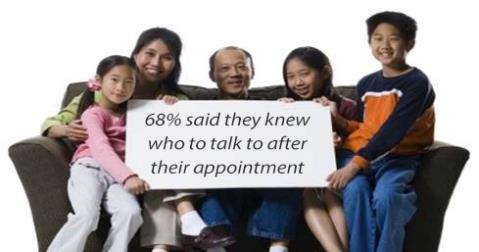 68% said they knew
who to talk to after
their appointment